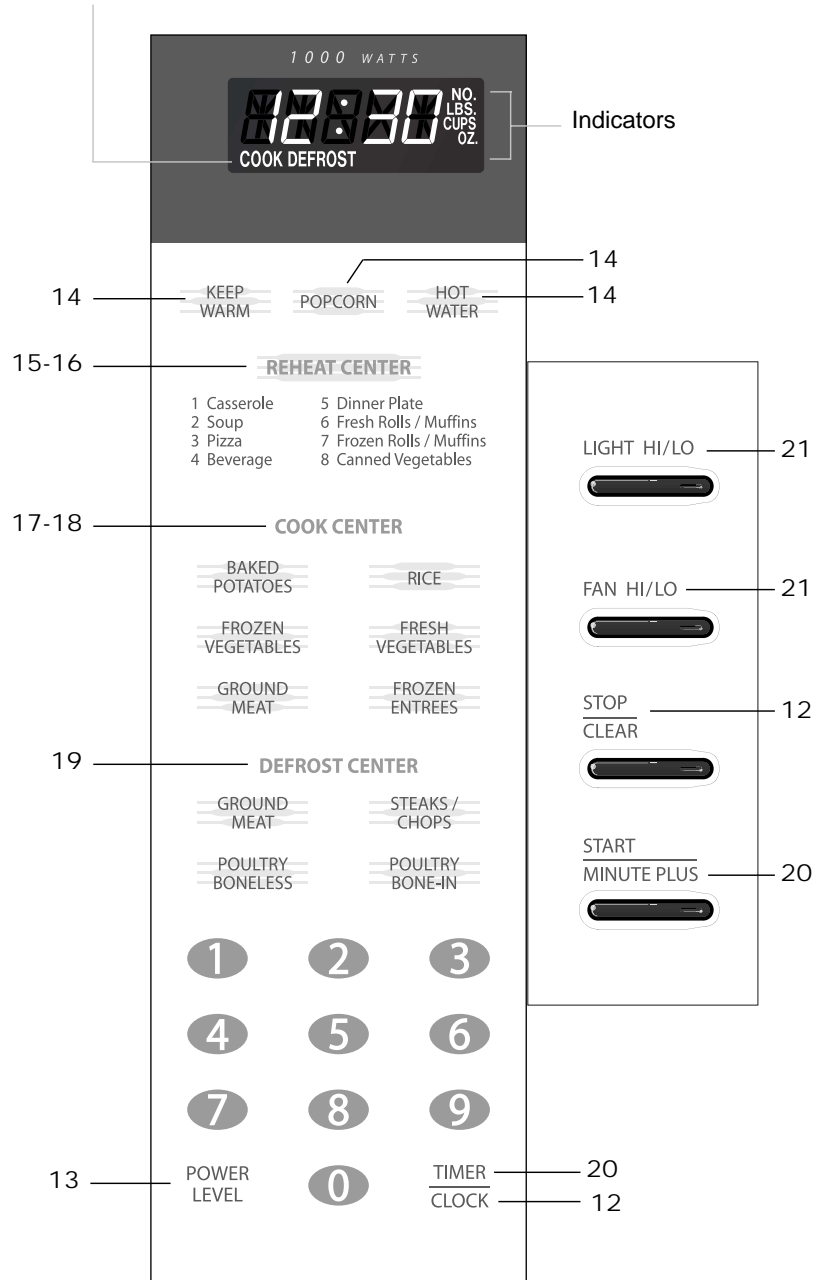 1000 WATTS
12:30
NO.
LBS.
CUPS
OZ.
COOK DEFROST
Indicators
14
KEEP
WARM
POPCORN
14
HOT
WATER
14
15-16
REHEAT CENTER
1 Casserole
2 Soup
3 Pizza
4 Beverage
5 Dinner Plate
6 Fresh Rolls / Muffins
7 Frozen Rolls / Muffins
8 Canned Vegetables
17-18
COOK CENTER
BAKED
POTATOES
RICE
FROZEN
VEGETABLES
FRESH
VEGETABLES
GROUND
MEAT
FROZEN
ENTREES
19
DEFROST CENTER
GROUND
MEAT
STEAKS /
CHOPS
POULTRY
BONELESS
POULTRY
BONE-IN
1 2 3
4 5 6
7 8 9
13
POWER
LEVEL
0
TIMER
20
CLOCK
12
LIGHT HI/LO
21
FAN HI/LO
21
STOP
12
CLEAR
START
MINUTE PLUS
20